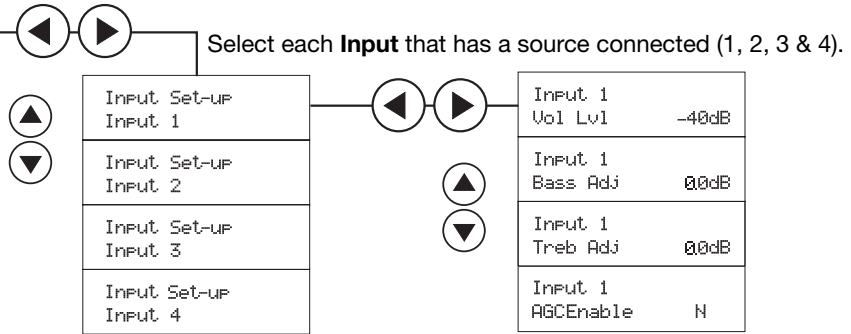 Select each Input that has a source connected (1, 2, 3 & 4).
Input Set-up
Input 1
Input Set-up
Input 2
Input Set-up
Input 3
Input Set-up
Input 4
Input 1
Vol Lvl -40dB
Input 1
Bass Adj 0.0dB
Input 1
Treb Adj 0.0dB
Input 1
AGCEnable N